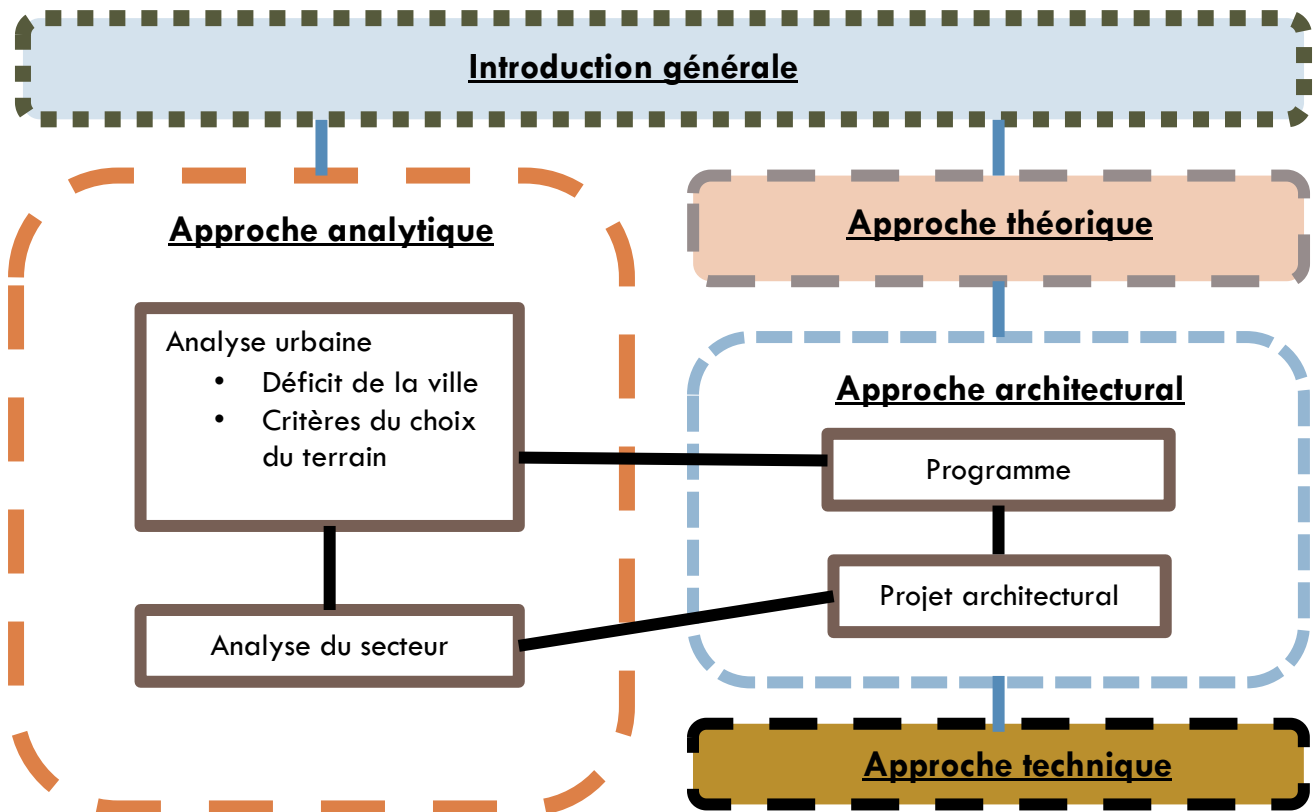 Introduction générale
Approche analytique
Analyse urbaine
• Déficit de la ville
• Critères du choix
du terrain
Analyse du secteur
Approche théorique
Approche architectural
Programme
Projet architectural
Approche technique